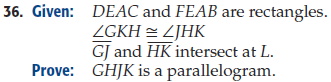 36. Given: DEAC and FEAB are rectangles.
∠GKH ≅ ∠JHK
GJ and HK intersect at L.
Prove: GHJK is a parallelogram.